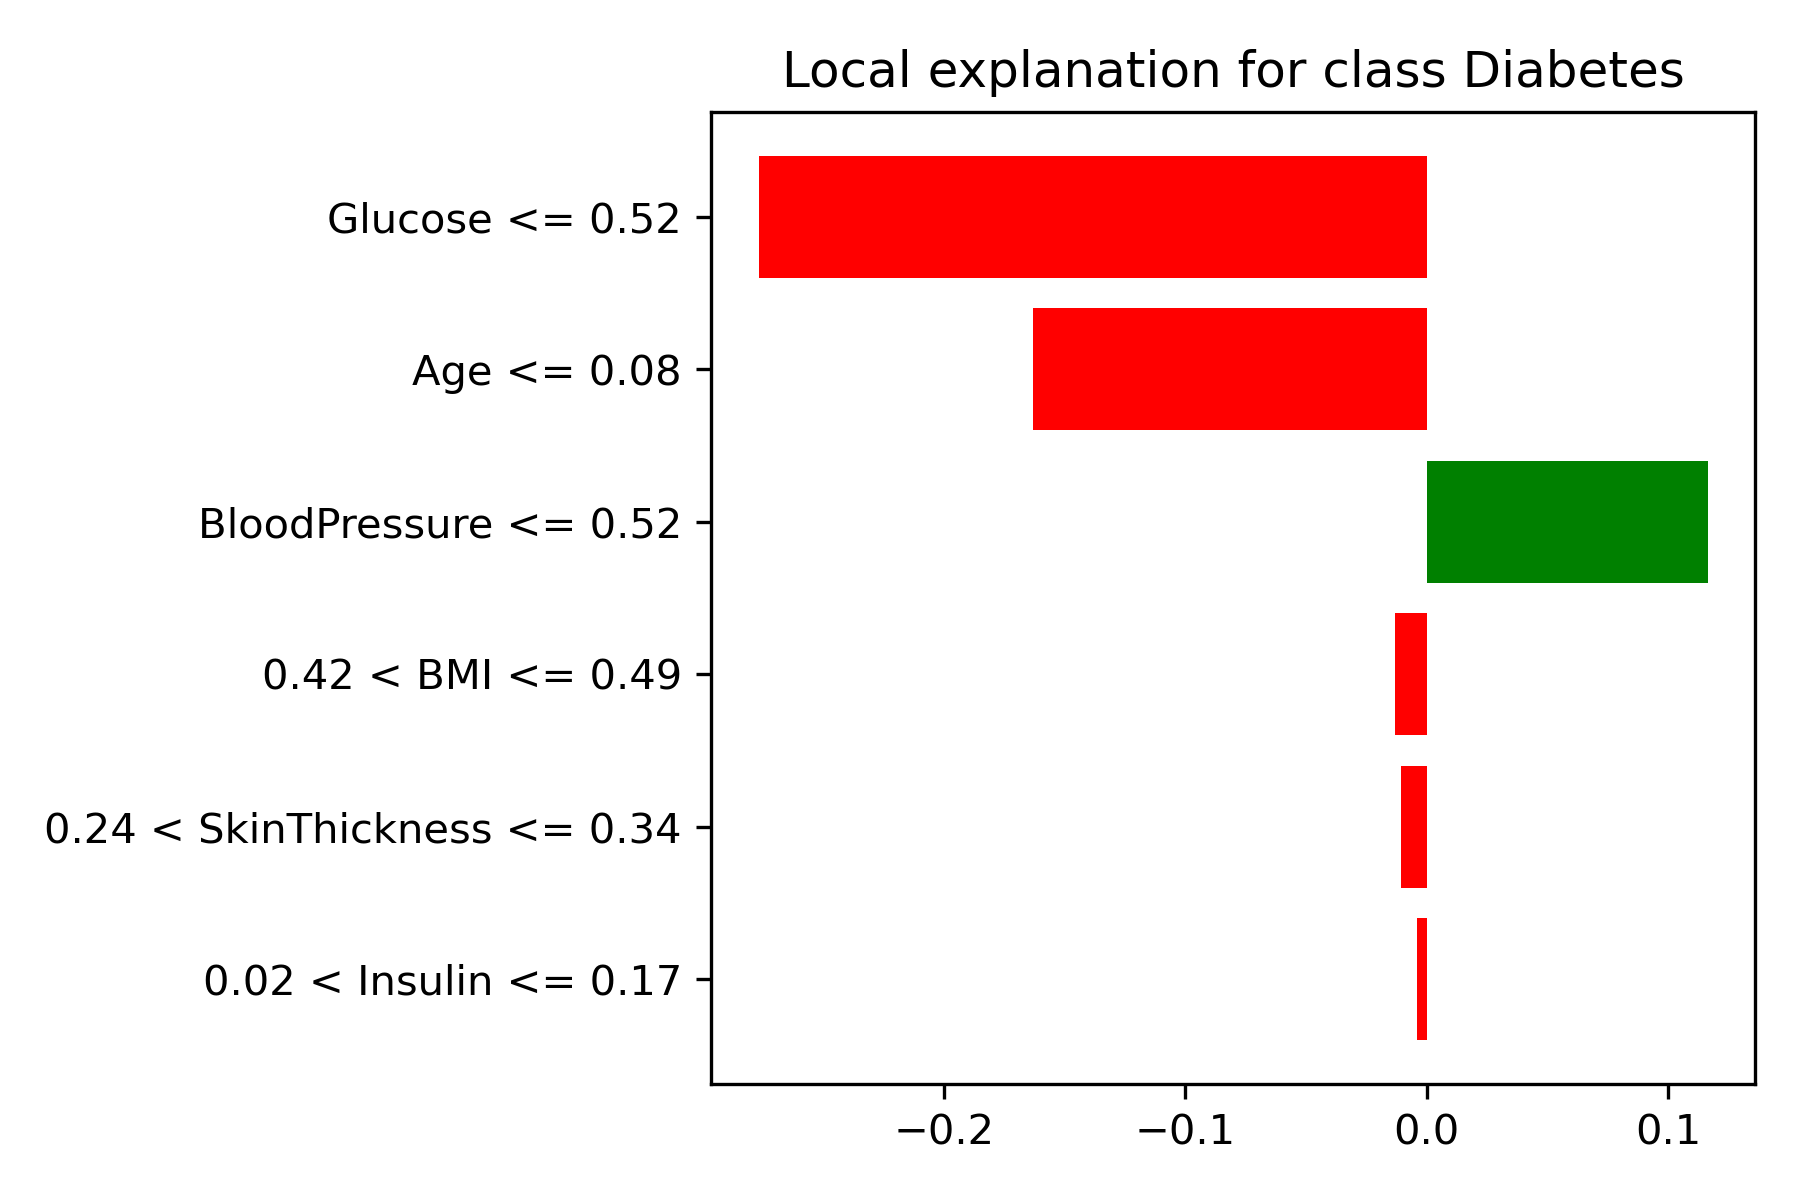 Local explanation for class Diabetes
Glucose <= 0.52
Age <= 0.08
BloodPressure <= 0.52
0.42 < BMI <= 0.49
0.24 < SkinThickness <= 0.34
0.02 < Insulin <= 0.17
−0.2 −0.1 0.0 0.1